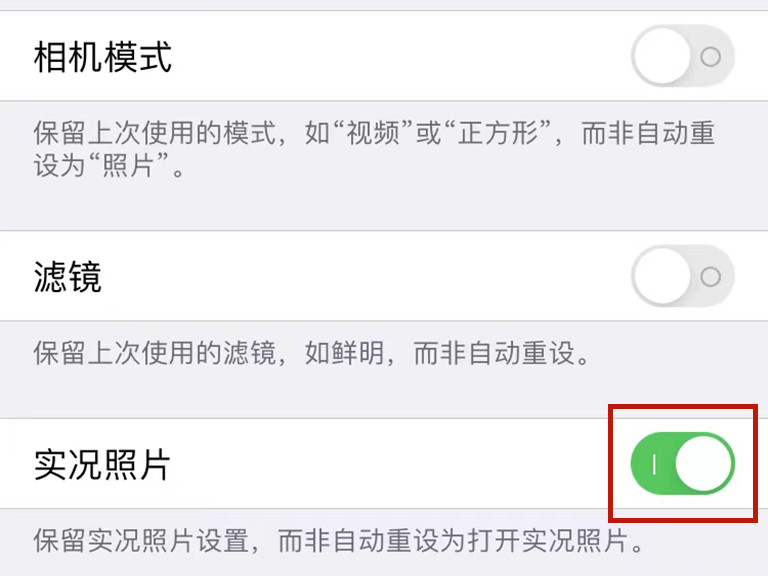 相机模式
保留上次使用的模式，如“视频”或“正方形”，而非自动重
设为“照片”。
滤镜
保留上次使用的滤镜，如鲜明，而非自动重设。
实况照片
保留实况照片设置，而非自动重设为打开实况照片。